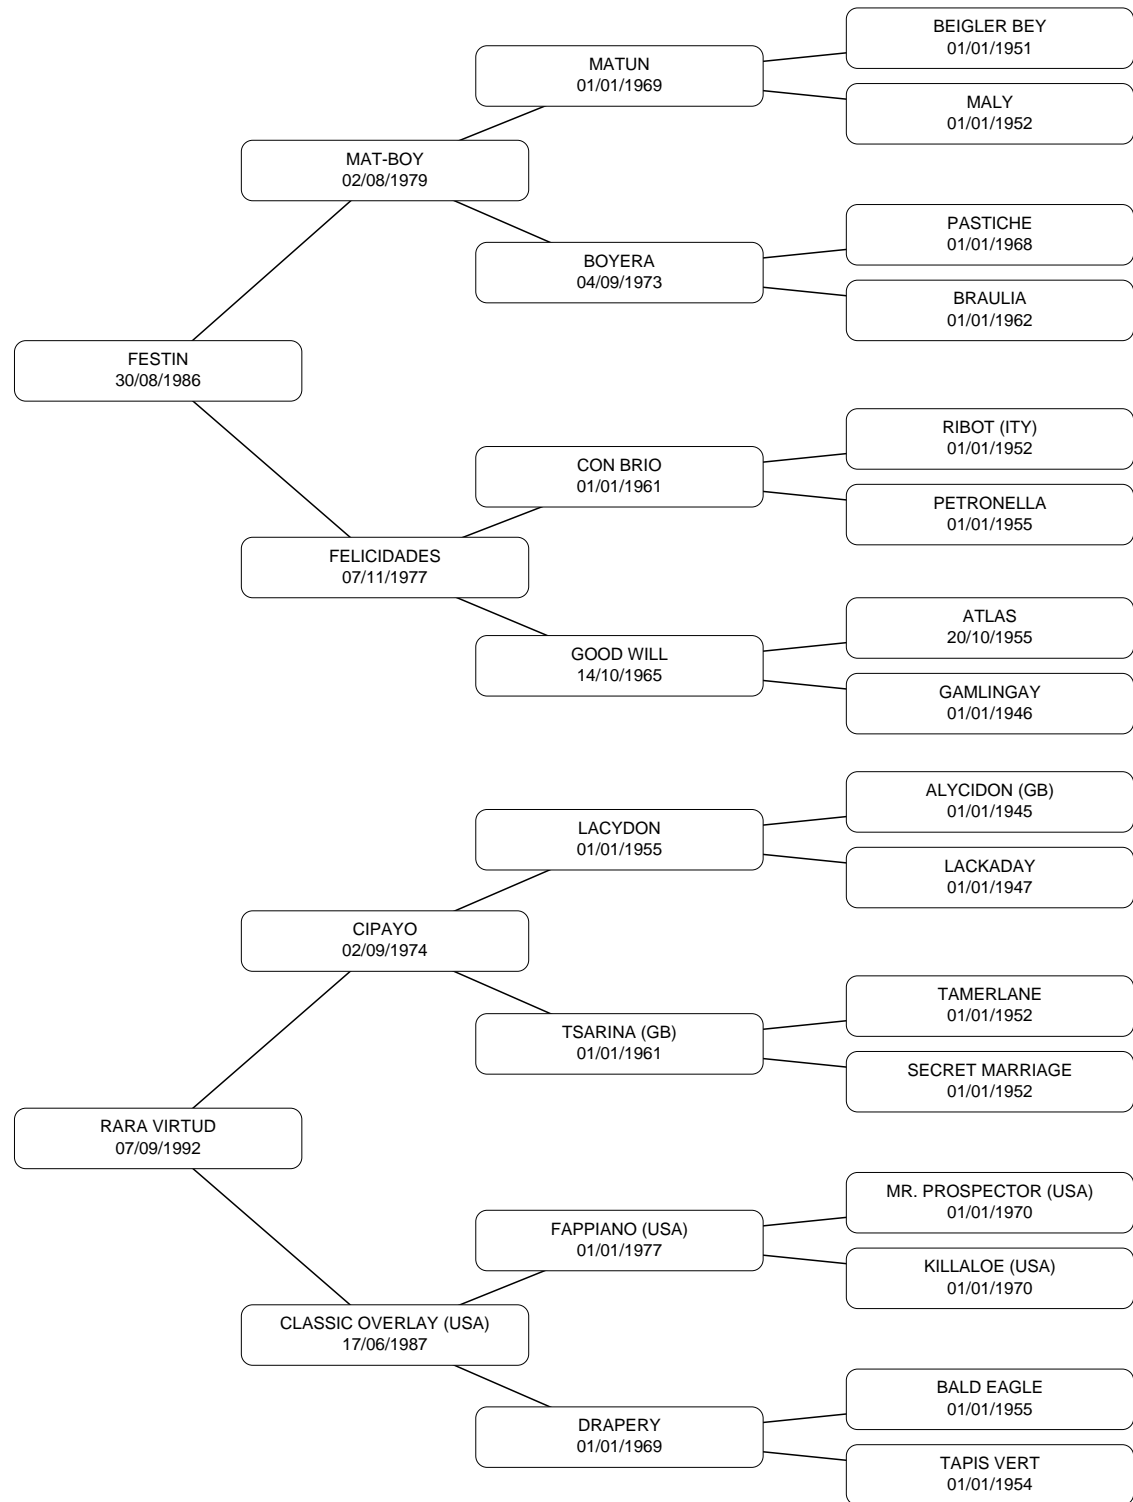 BEIGLER BEY
01/01/1951
MATUN
01/01/1969
MALY
01/01/1952
MAT-BOY
02/08/1979
PASTICHE
01/01/1968
BOYERA
04/09/1973
BRAULIA
01/01/1962
FESTIN
30/08/1986
RIBOT (ITY)
01/01/1952
CON BRIO
01/01/1961
PETRONELLA
01/01/1955
FELICIDADES
07/11/1977
ATLAS
20/10/1955
GOOD WILL
14/10/1965
GAMLINGAY
01/01/1946
ALYCIDON (GB)
01/01/1945
LACYDON
01/01/1955
LACKADAY
01/01/1947
CIPAYO
02/09/1974
TAMERLANE
01/01/1952
TSARINA (GB)
01/01/1961
SECRET MARRIAGE
01/01/1952
RARA VIRTUD
07/09/1992
MR. PROSPECTOR (USA)
01/01/1970
FAPPIANO (USA)
01/01/1977
KILLALOE (USA)
01/01/1970
CLASSIC OVERLAY (USA)
17/06/1987
BALD EAGLE
01/01/1955
DRAPERY
01/01/1969
TAPIS VERT
01/01/1954